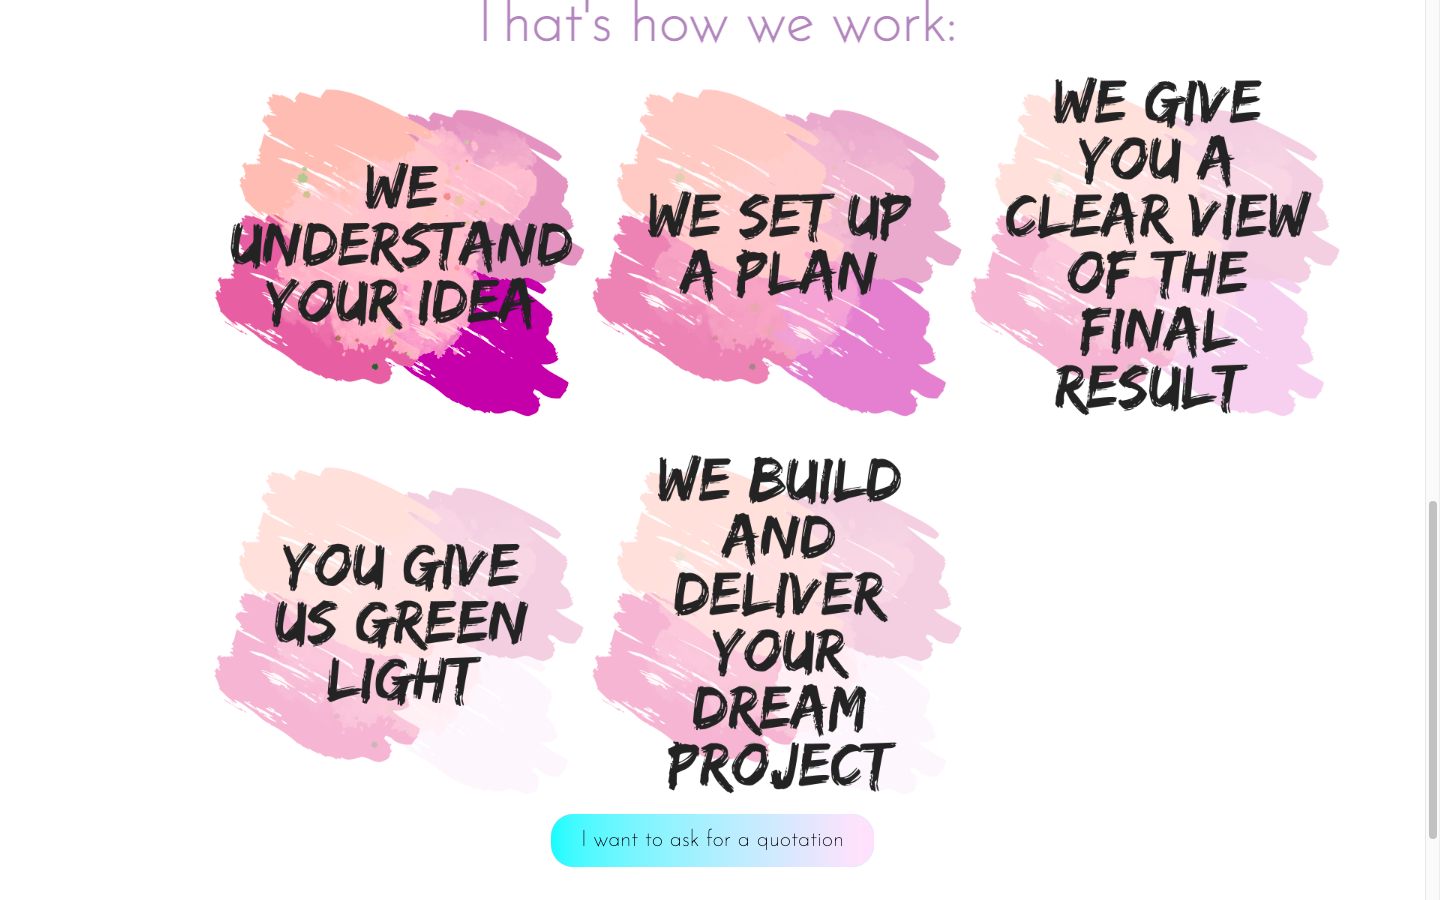 That's how we work:
WE
UNDERSTAND
YOUR IDEA
WE SET UP
A PLAN
WE GIVE
YOU A
CLEAR VIEW
OF THE
FINAL
RESULT
YOU GIVE
US GREEN
LIGHT
WE BUILD
AND
DELIVER
YOUR
DREAM
PROJECT
I want to ask for a quotation